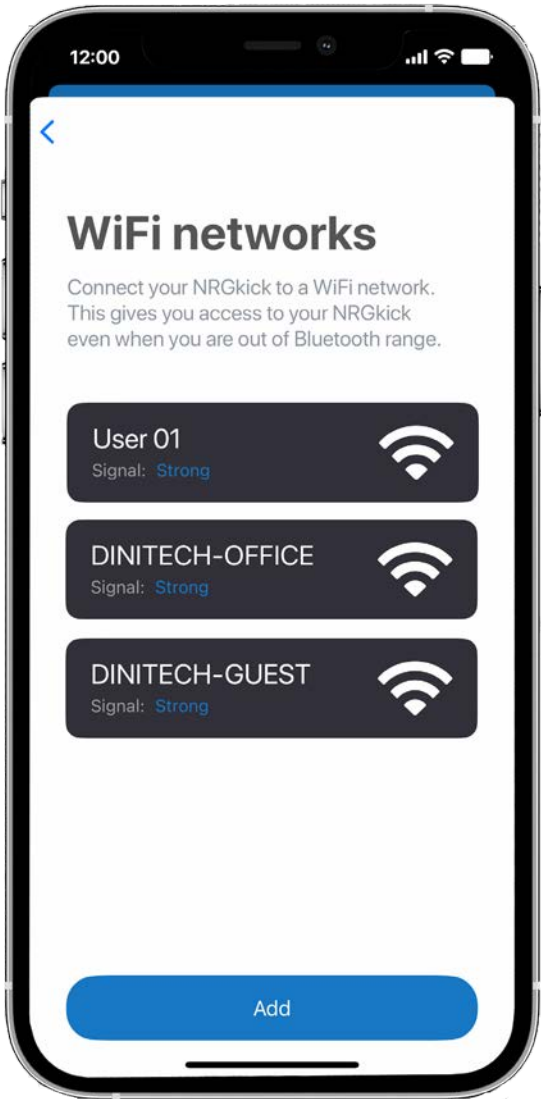 12:00
WiFi networks
Connect your NRGkick to a WiFi network.
This gives you access to your NRGkick
even when you are out of Bluetooth range.
User 01
Signal: Strong
DINITECH-OFFICE
Signal: Strong
DINITECH-GUEST
Signal: Strong
Add